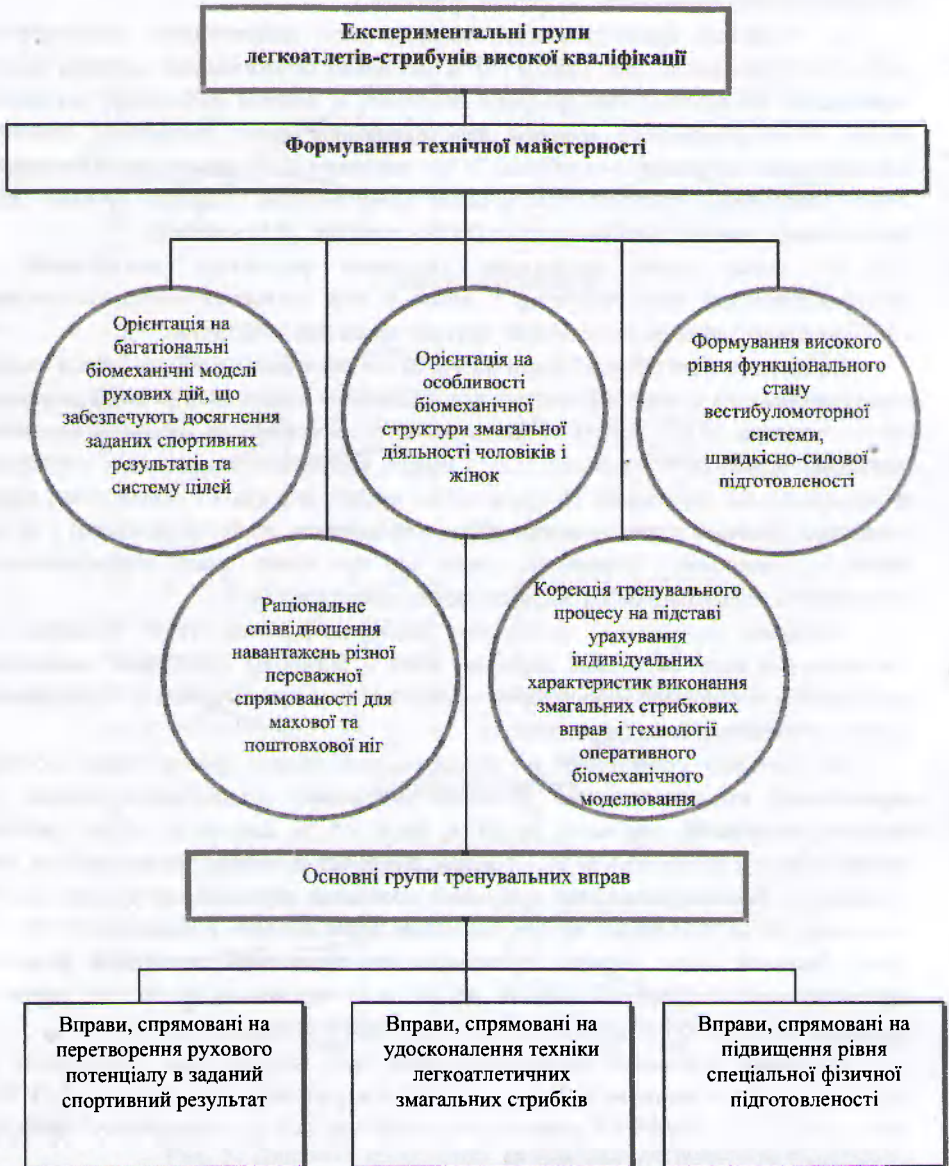 Експериментальні групи
легкоатлетів-стрибунів високої кваліфікації
Формування технічної майстерності
Орієнтація на
багатіональні
біомеханічні моделі
рухових дій, що
забезпечують досягнення
заданих спортивних
результатів та
систему цілей
Орієнтація на
особливості
біомеханічної
структури змагальної
діяльності чоловіків і
жінок
Формування високого
рівня функціонального
стану
вестибуломоторної
системи,
швидкісно-силової
підготовленості
Раціональне
співвідношення
навантажень різної
переважної
спрямованості для
махової та
поштовхової ніг
Корекція тренувального
процесу на підставі
урахування
індивідуальних
характеристик виконання
змагальних стрибкових
вправ і технології
оперативного
біомеханічного
моделювання
Основні групи тренувальних вправ
Вправи, спрямовані на
перетворення рухового
потенціалу в заданий
спортивний результат
Вправи, спрямовані на
удосконалення техніки
легкоатлетичних
змагальних стрибків
Вправи, спрямовані на
підвищення рівня
спеціальної фізичної
підготовленості